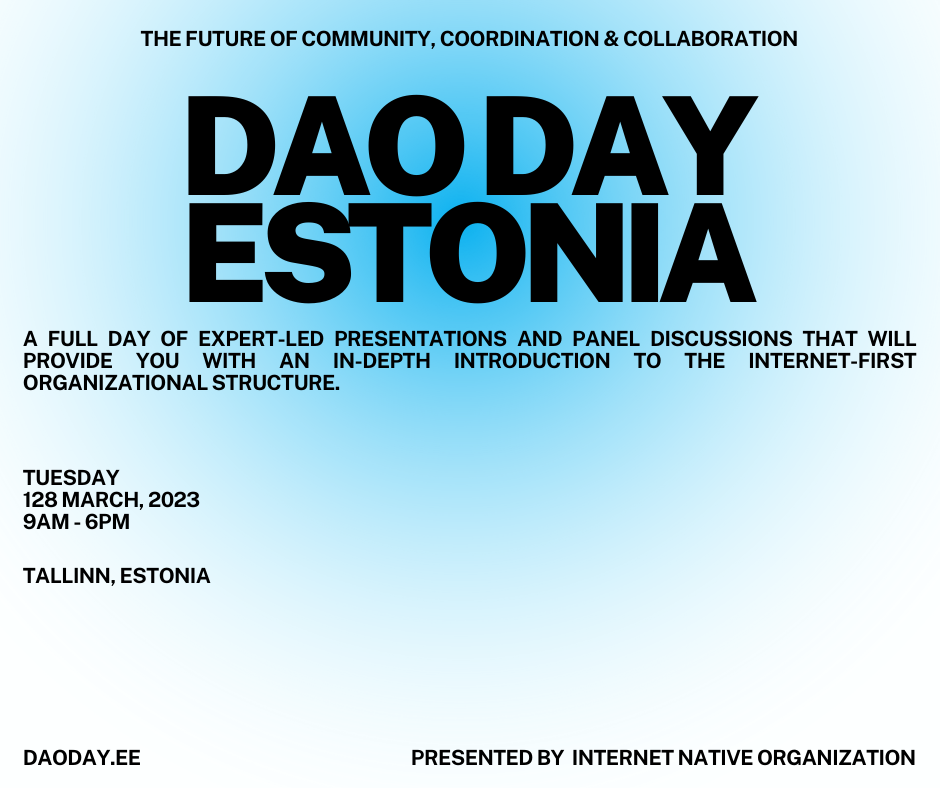 THE FUTURE OF COMMUNITY, COORDINATION & COLLABORATION
DAO DAY
ESTONIA
A FULL DAY OF EXPERT-LED PRESENTATIONS AND PANEL DISCUSSIONS THAT WILL
PROVIDE YOU WITH AN IN-DEPTH INTRODUCTION TO THE INTERNET-FIRST
ORGANIZATIONAL STRUCTURE.
TUESDAY
128 MARCH, 2023
9AM - 6PM
TALLINN, ESTONIA
DAODAY.EE
PRESENTED BY INTERNET NATIVE ORGANIZATION